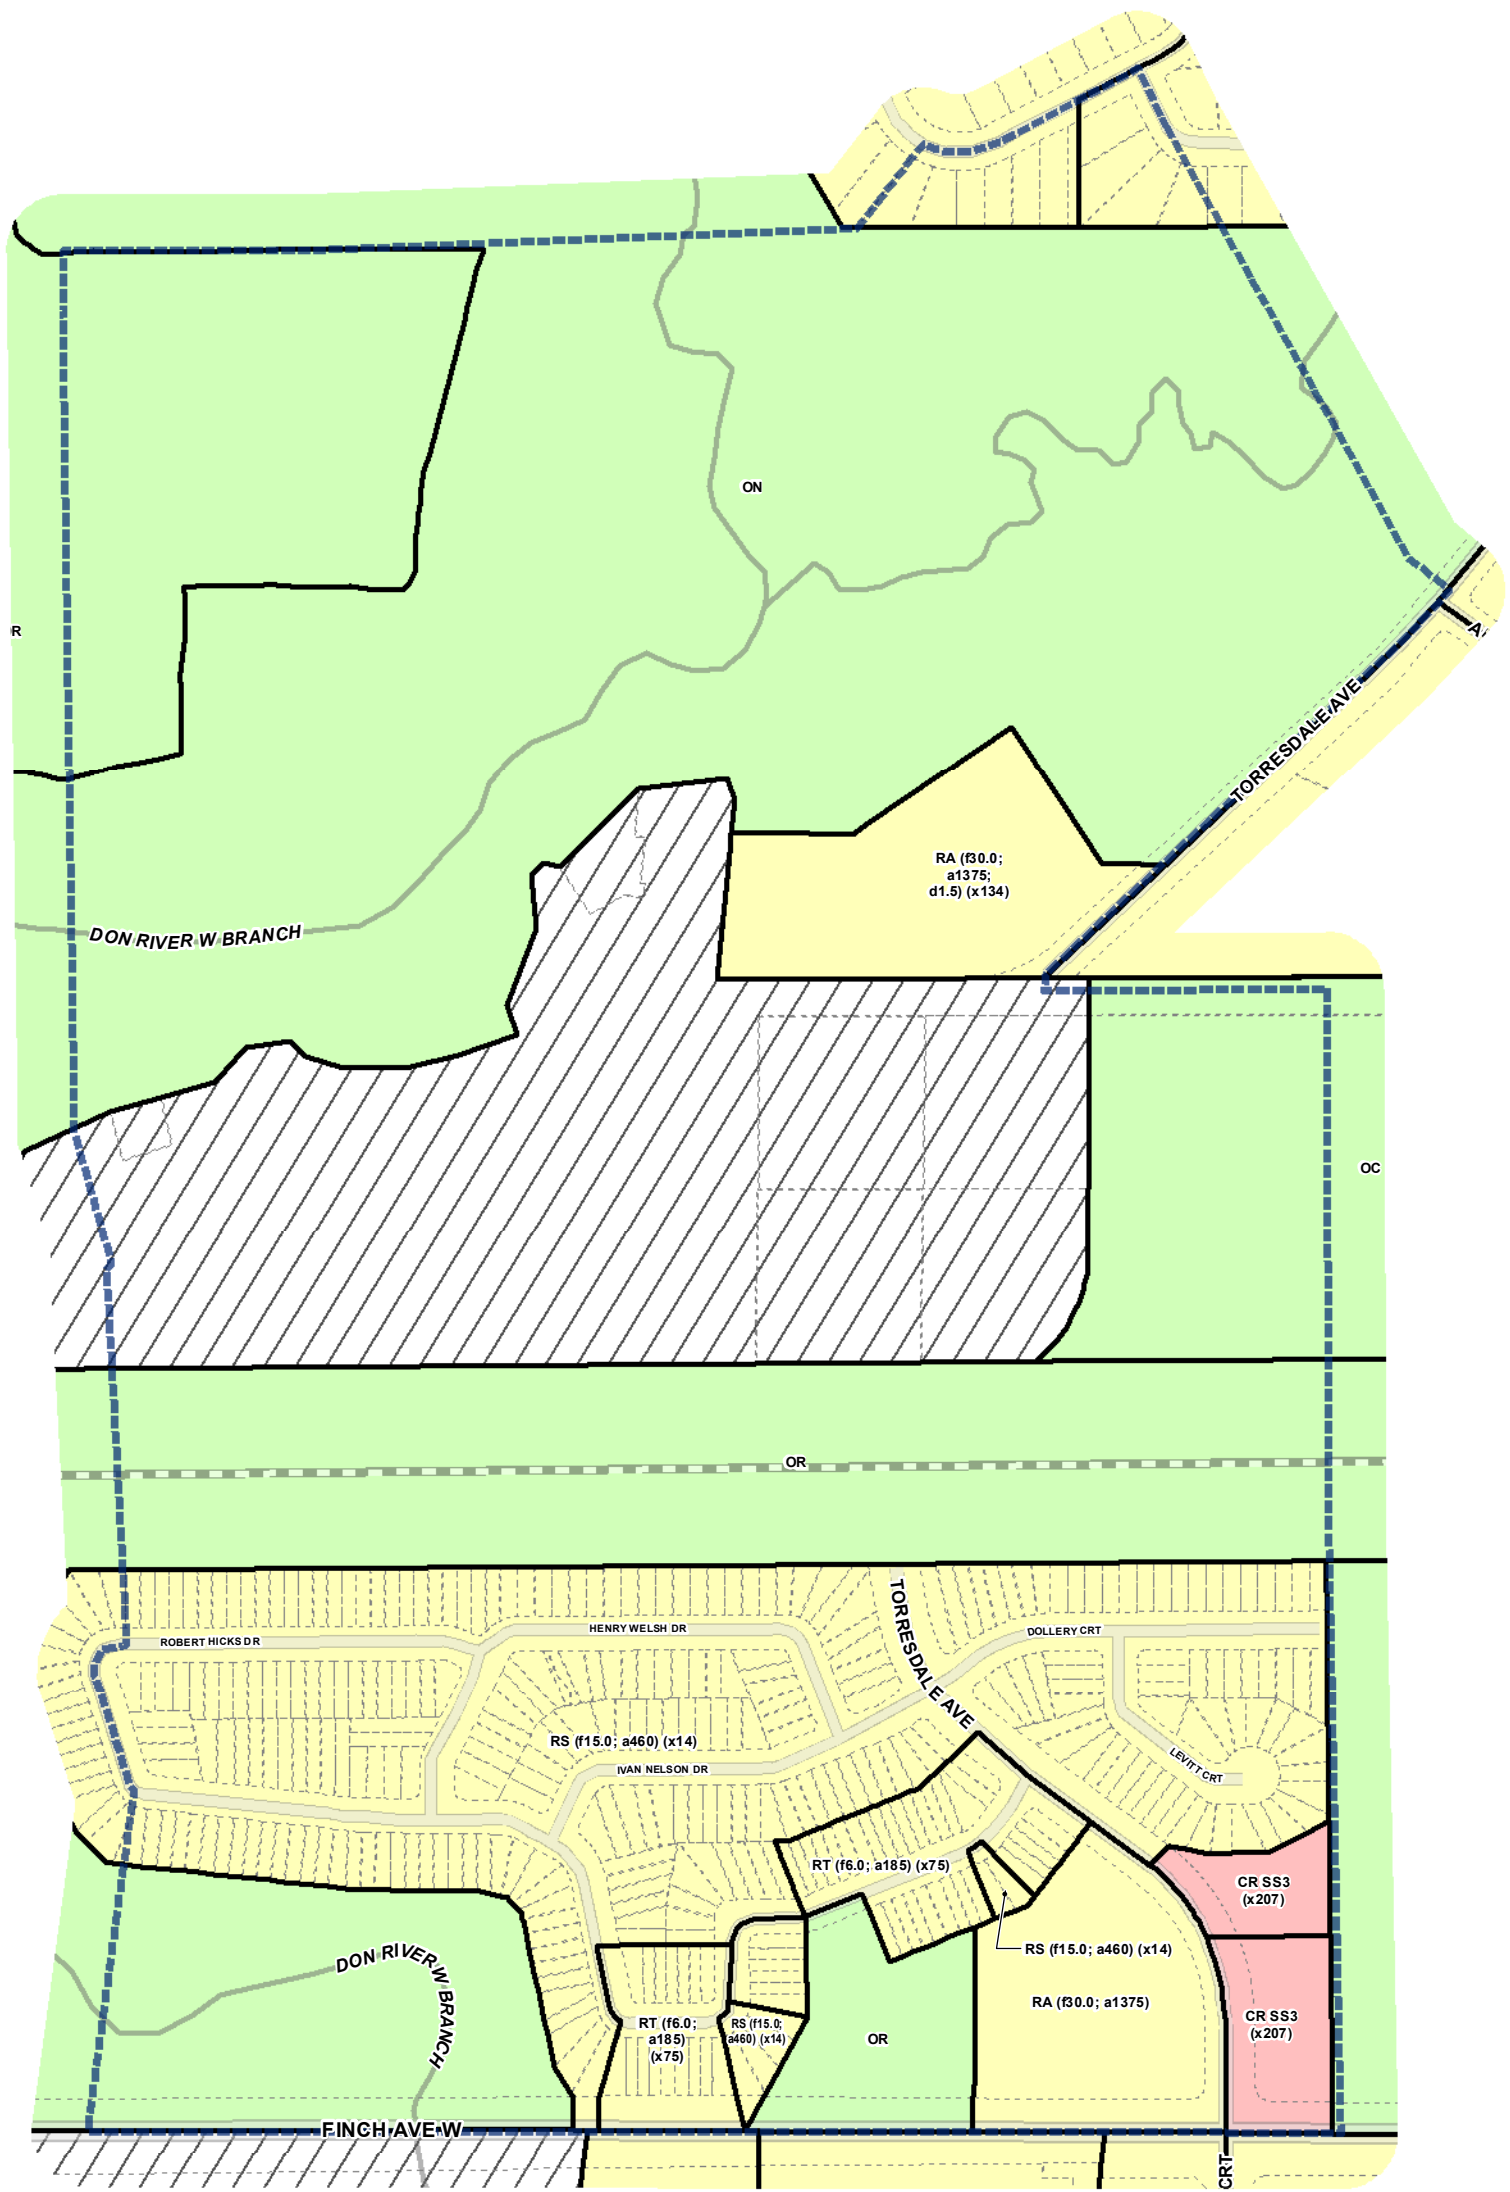 ON
R
A
TORRESDALE AVE
RA (f30.0;
a1375;
d1.5) (x134)
DON RIVER W BRANCH
OC
OR
TORRESDALE AVE
HENRY WELSH DR
DOLLERY CRT
ROBERT HICKS DR
RS (f15.0; a460) (x14)
LEVITT CRT
IVAN NELSON DR
RT (f6.0; a185) (x75)
CR SS3
(x207)
RS (f15.0; a460) (x14)
DON RIVER W BRANCH
RA (f30.0; a1375)
RT (f6.0;
a185)
(x75)
RS (f15.0;
a460) (x14)
OR
CR SS3
(x207)
FINCH AVE W
CRT